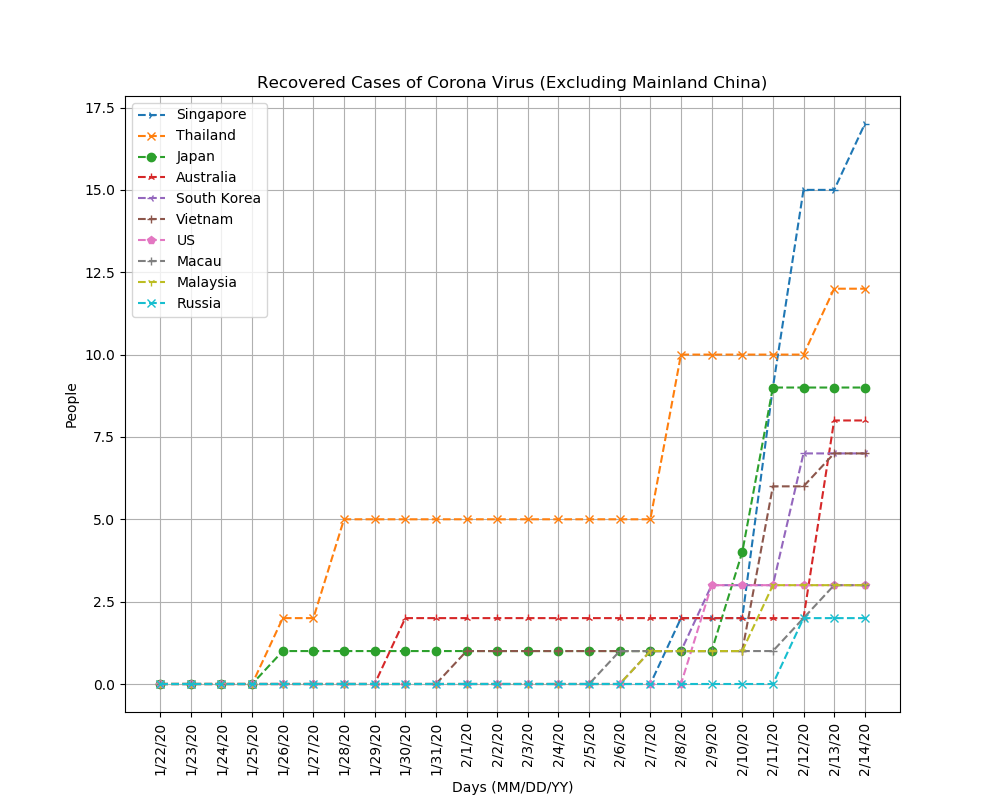 Recovered Cases of Corona Virus (Excluding Mainland China)
17.5
15.0
12.5
10.0
7.5
5.0
2.5
0.0
People
Singapore
Thailand
Japan
Australia
South Korea
Vietnam
US
Macau
Malaysia
Russia
1/22/20
1/23/20
1/24/20
1/25/20
1/26/20
1/27/20
1/28/20
1/29/20
1/30/20
1/31/20
2/1/20
2/2/20
2/3/20
2/4/20
2/5/20
2/6/20
2/7/20
2/8/20
2/9/20
2/10/20
2/11/20
2/12/20
2/13/20
2/14/20
Days (MM/DD/YY)